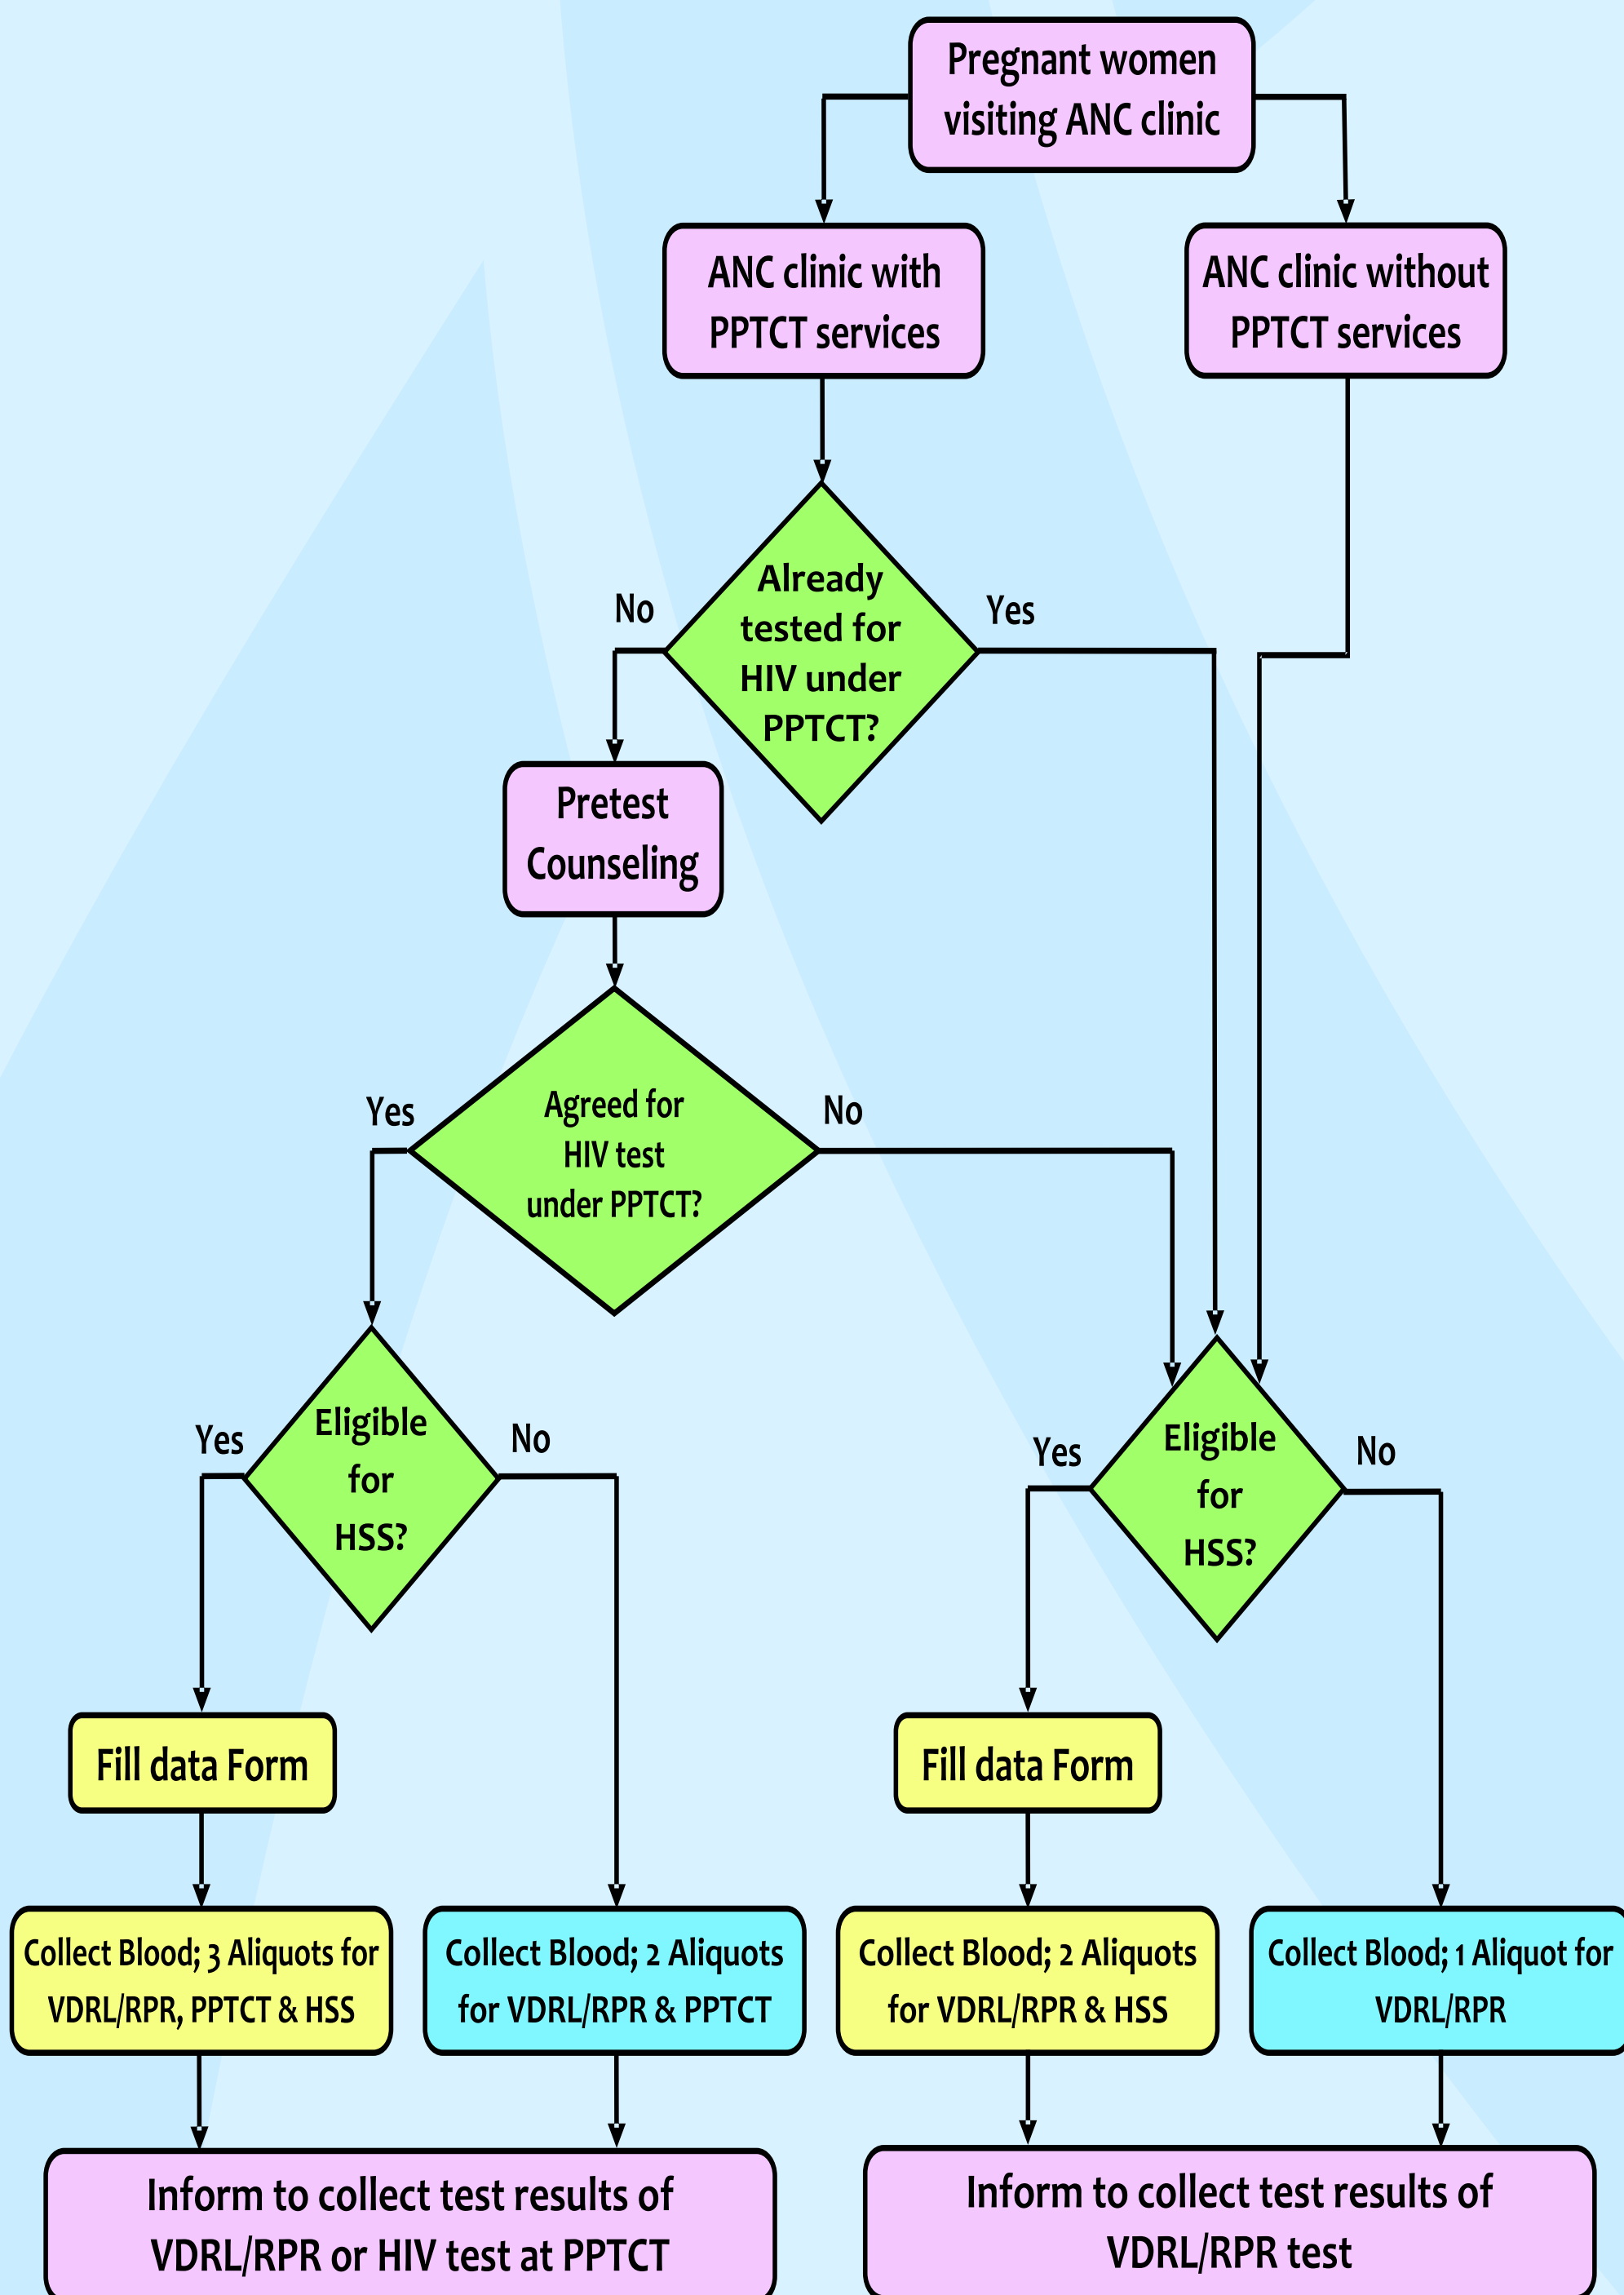 Pregnant women
visiting ANC clinic
ANC clinic with
PPTCT services
ANC clinic without
PPTCT services
Already
tested for
HIV under
PPTCT?
No
Yes
Pretest
Counseling
Agreed for
HIV test
under PPTCT?
Yes
No
Eligible
for
HSS?
Yes
No
Eligible
for
HSS?
Yes
No
Fill data Form
Fill data Form
Collect Blood; 3 Aliquots for
VDRL/RPR, PPTCT & HSS
Collect Blood; 2 Aliquots
for VDRL/RPR & PPTCT
Collect Blood; 2 Aliquots
for VDRL/RPR & HSS
Collect Blood; 1 Aliquot for
VDRL/RPR
Inform to collect test results of
VDRL/RPR or HIV test at PPTCT
Inform to collect test results of
VDRL/RPR test